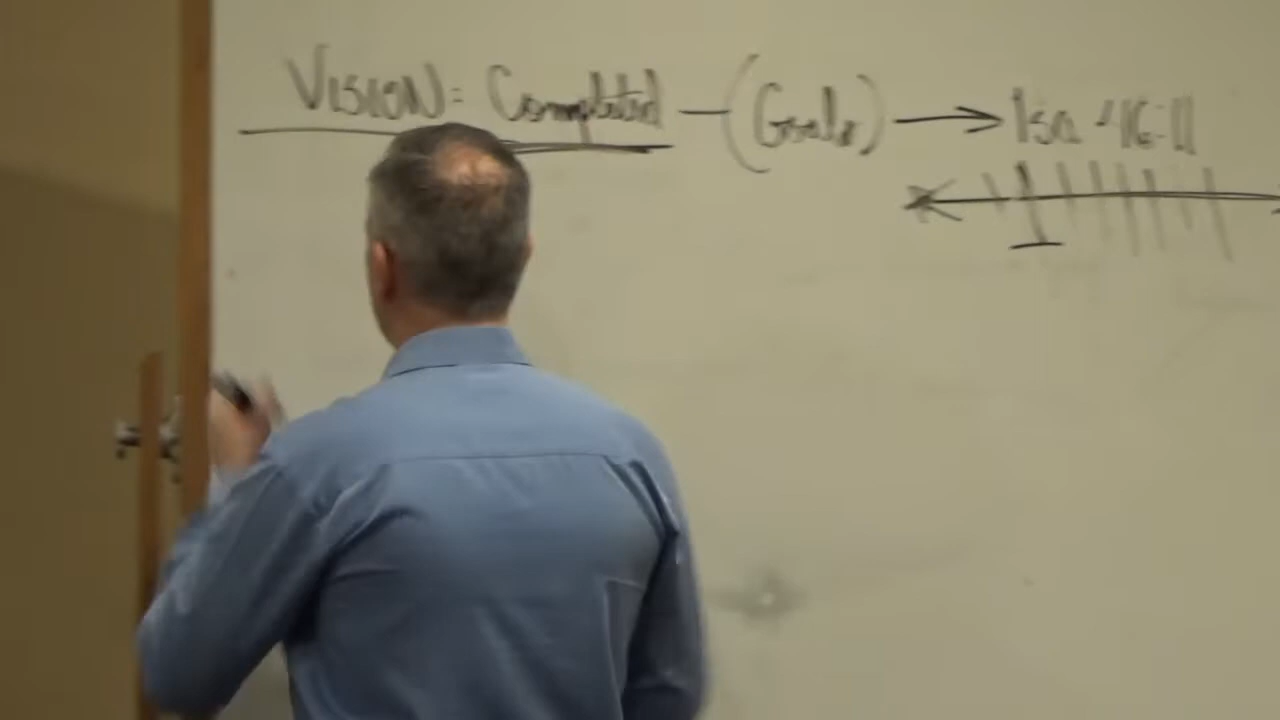 VISION: Completed — (Goals) → Isa 46:11